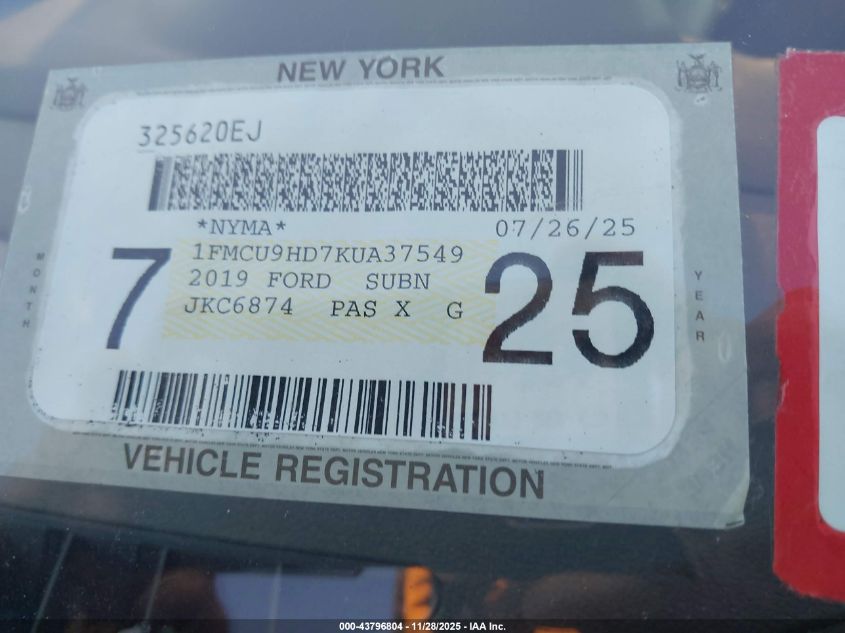 NEW YORK
325620EJ
*NYMA* 07/26/25
1FMCU9HD7KUA37549
2019 FORD SUBN
JKC6874 PAS X G
7 25
MONTH
YEAR
VEHICLE REGISTRATION
000-43796804 - 11/28/2025 - IAA Inc.